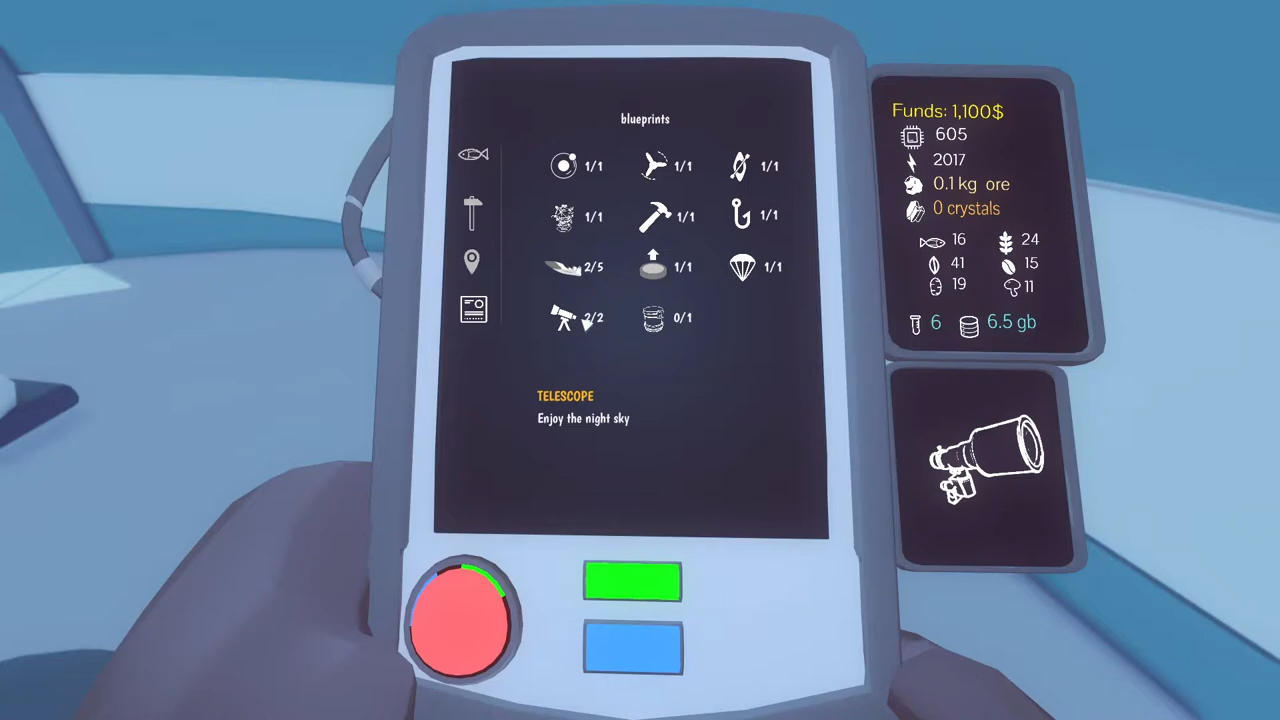 blueprints
1/1 1/1 1/1
1/1 1/1 1/1
2/5 1/1 1/1
2/2 0/1
TELESCOPE
Enjoy the night sky
Funds: 1,100$
605
2017
0.1 kg ore
0 crystals
16 24
41 15
19 11
6 6.5 gb